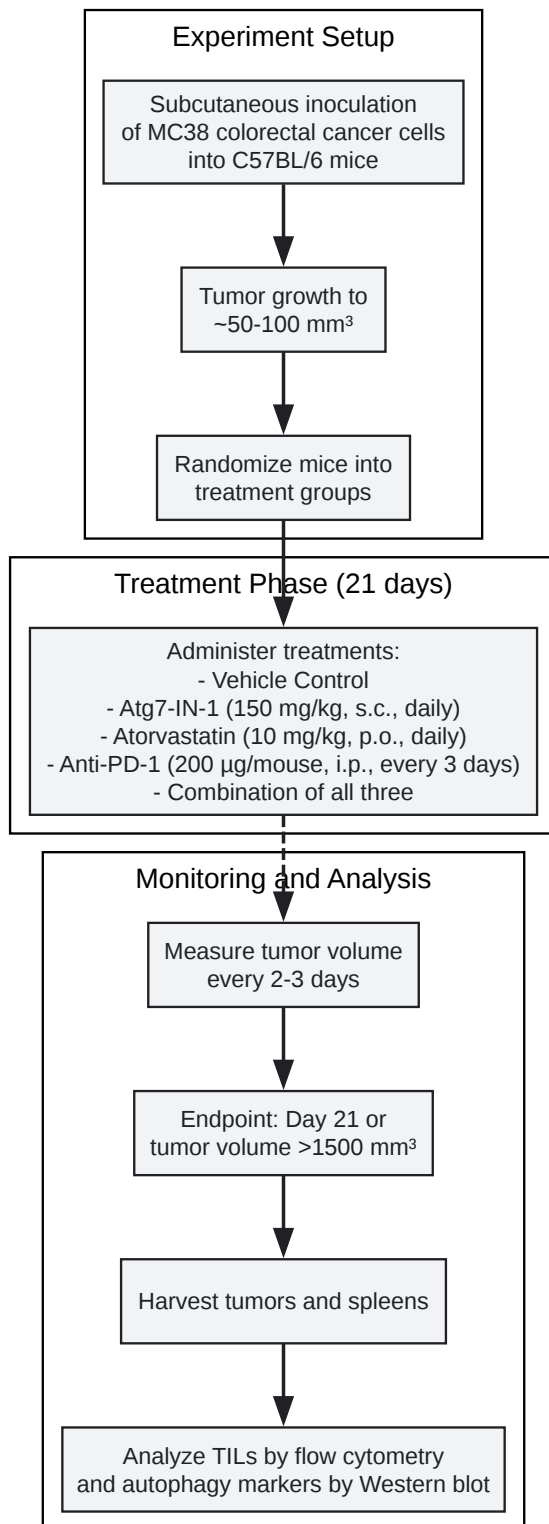 Experiment Setup
Subcutaneous inoculation
of MC38 colorectal cancer cells
into C57BL/6 mice
Tumor growth to
~50-100 mm³
Randomize mice into
treatment groups
Treatment Phase (21 days)
Administer treatments:
- Vehicle Control
- Atg7-IN-1 (150 mg/kg, s.c., daily)
- Atorvastatin (10 mg/kg, p.o., daily)
- Anti-PD-1 (200 µg/mouse, i.p., every 3 days)
- Combination of all three
Monitoring and Analysis
Measure tumor volume
every 2-3 days
Endpoint: Day 21 or
tumor volume >1500 mm³
Harvest tumors and spleens
Analyze TILs by flow cytometry
and autophagy markers by Western blot